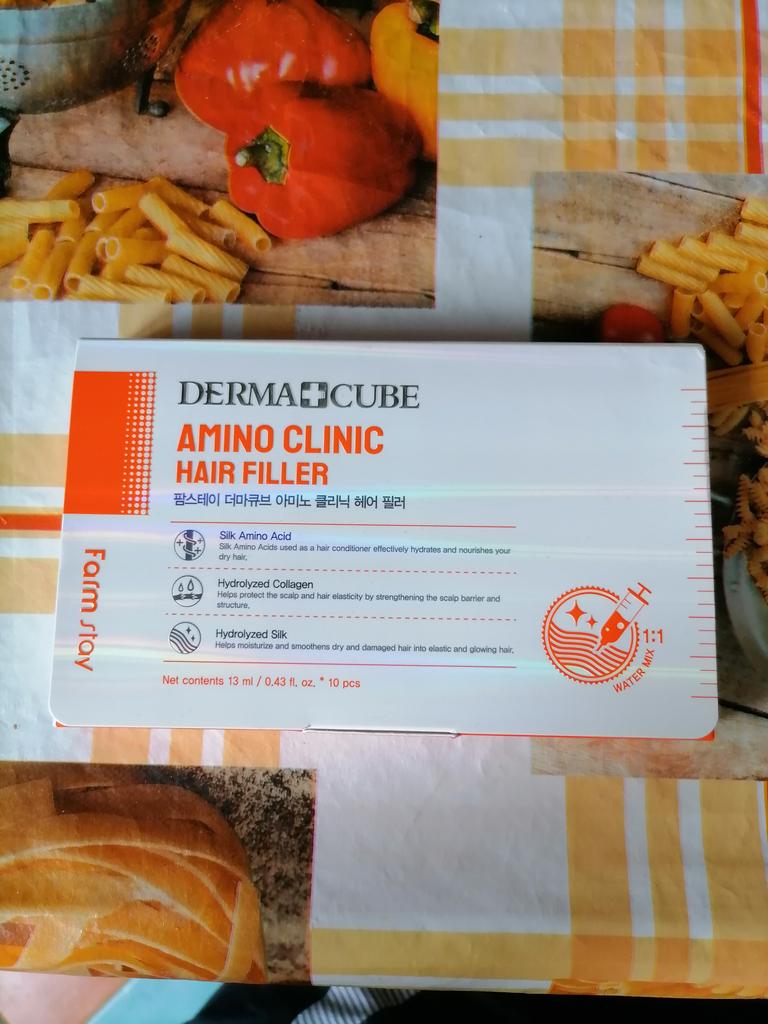 DERMA CUBE
AMINO CLINIC
HAIR FILLER
팜스테이 더마큐브 아미노 클리닉 헤어 필러
Silk Amino Acid
Silk Amino Acids used as a hair conditioner effectively hydrates and nourishes your
dry hair.
Hydrolyzed Collagen
Helps protect the scalp and hair elasticity by strengthening the scalp barrier and
structure.
Hydrolyzed Silk
Helps moisturize and smoothens dry and damaged hair into elastic and glowing hair.
Net contents 13 ml / 0.43 fl. oz. * 10 pcs
Farm stay
1:1
WATER MIX